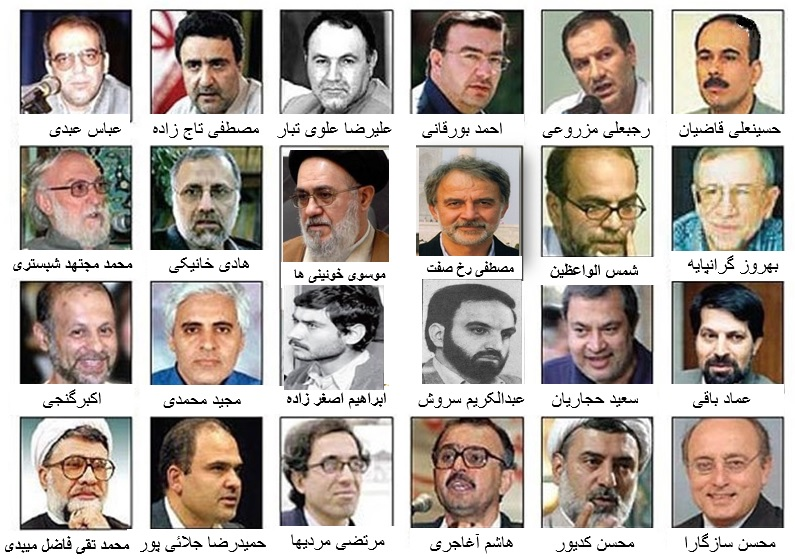 حسینعلی قاضیان
رجبعلی مزروعی
احمد بورقانی
علیرضا علوی تبار
مصطفی تاج زاده
عباس عبدی
بهروز گرانپایه
شمس الواعظین
مصطفی رخ صفت
موسوی خوئینی ها
هادی خانیکی
محمد مجتهد شبستری
عماد باقی
سعید حجاریان
عبدالکریم سروش
ابراهیم اصغر زاده
مجید محمدی
اکبرگنجی
محسن سازگارا
محسن کدیور
هاشم آغاجری
مرتضی مردیها
حمیدرضا جلائی پور
محمد تقی فاضل میبدی